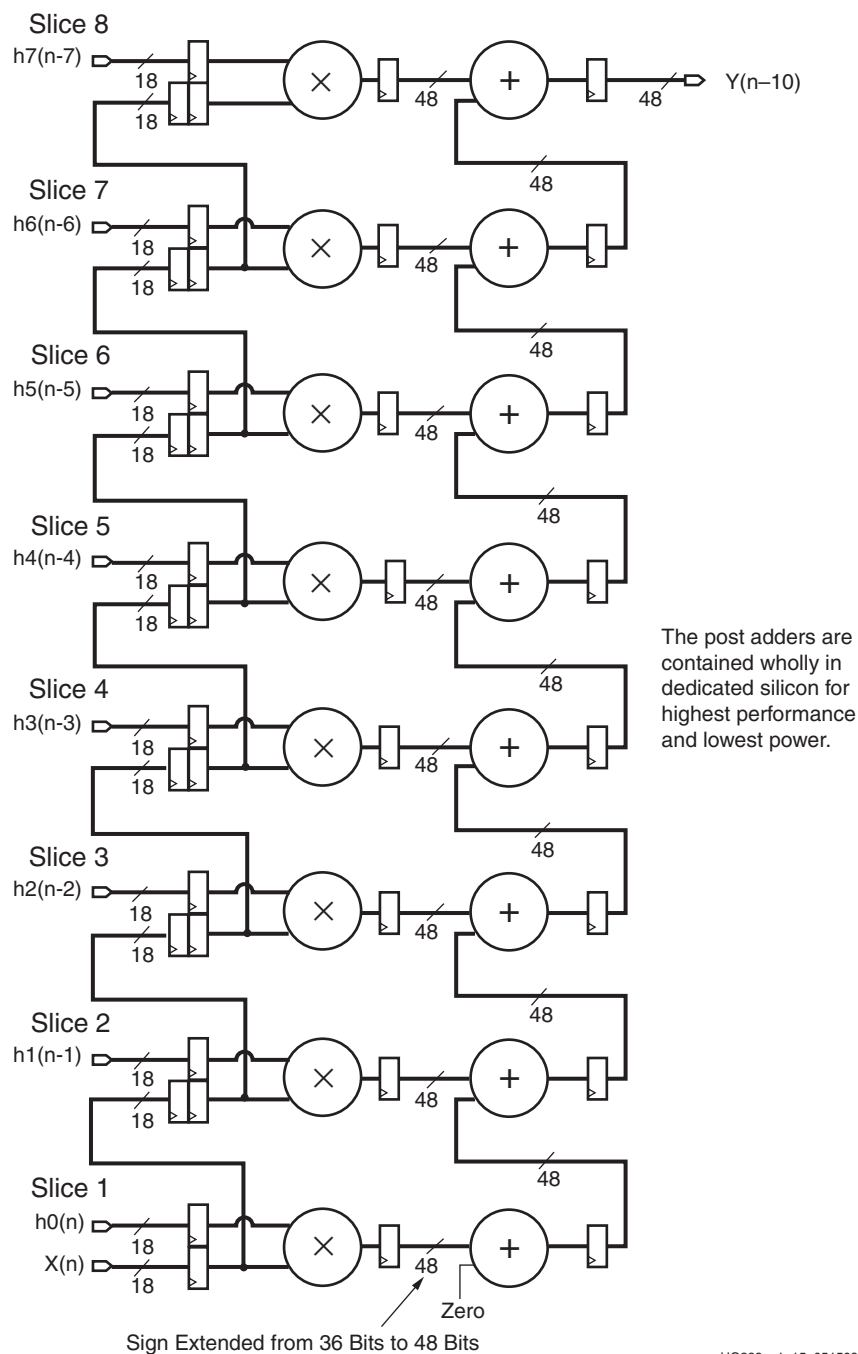 Slice 8
h7(n-7)
18
18
48
48
Y(n–10)
48
Slice 7
h6(n-6)
18
18
48
48
Slice 6
h5(n-5)
18
18
48
48
Slice 5
h4(n-4)
18
18
48
48
The post adders are
contained wholly in
dedicated silicon for
highest performance
and lowest power.
Slice 4
h3(n-3)
18
18
48
48
Slice 3
h2(n-2)
18
18
48
48
Slice 2
h1(n-1)
18
18
48
48
Slice 1
h0(n)
18
X(n)
18
48
Zero
Sign Extended from 36 Bits to 48 Bits